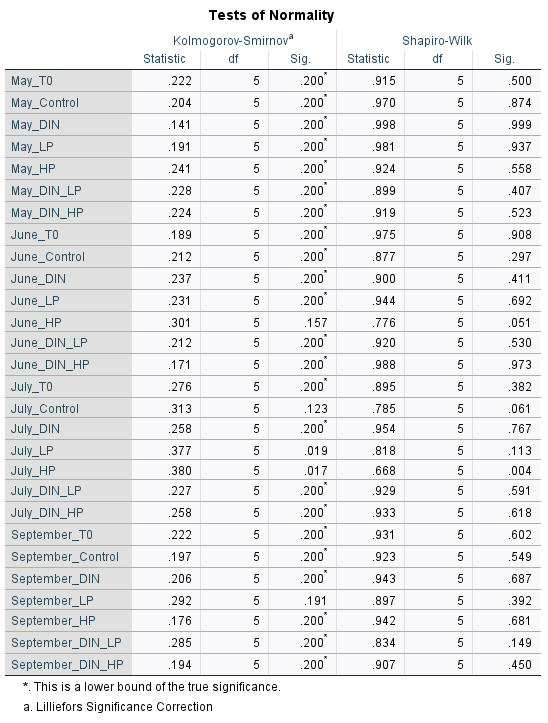 Tests of Normality
Kolmogorov-Smirnovᵃ Shapiro-Wilk
Statistic df Sig. Statistic df Sig.
May_T0 .222 5 .200* .915 5 .500
May_Control .204 5 .200* .970 5 .874
May_DIN .141 5 .200* .998 5 .999
May_LP .191 5 .200* .981 5 .937
May_HP .241 5 .200* .924 5 .558
May_DIN_LP .228 5 .200* .899 5 .407
May_DIN_HP .224 5 .200* .919 5 .523
June_T0 .189 5 .200* .975 5 .908
June_Control .212 5 .200* .877 5 .297
June_DIN .237 5 .200* .900 5 .411
June_LP .231 5 .200* .944 5 .692
June_HP .301 5 .157 .776 5 .051
June_DIN_LP .212 5 .200* .920 5 .530
June_DIN_HP .171 5 .200* .988 5 .973
July_T0 .276 5 .200* .895 5 .382
July_Control .313 5 .123 .785 5 .061
July_DIN .258 5 .200* .954 5 .767
July_LP .377 5 .019 .818 5 .113
July_HP .380 5 .017 .668 5 .004
July_DIN_LP .227 5 .200* .929 5 .591
July_DIN_HP .258 5 .200* .933 5 .618
September_T0 .222 5 .200* .931 5 .602
September_Control .197 5 .200* .923 5 .549
September_DIN .206 5 .200* .943 5 .687
September_LP .292 5 .191 .897 5 .392
September_HP .176 5 .200* .942 5 .681
September_DIN_LP .285 5 .200* .834 5 .149
September_DIN_HP .194 5 .200* .907 5 .450
*. This is a lower bound of the true significance.
a. Lilliefors Significance Correction